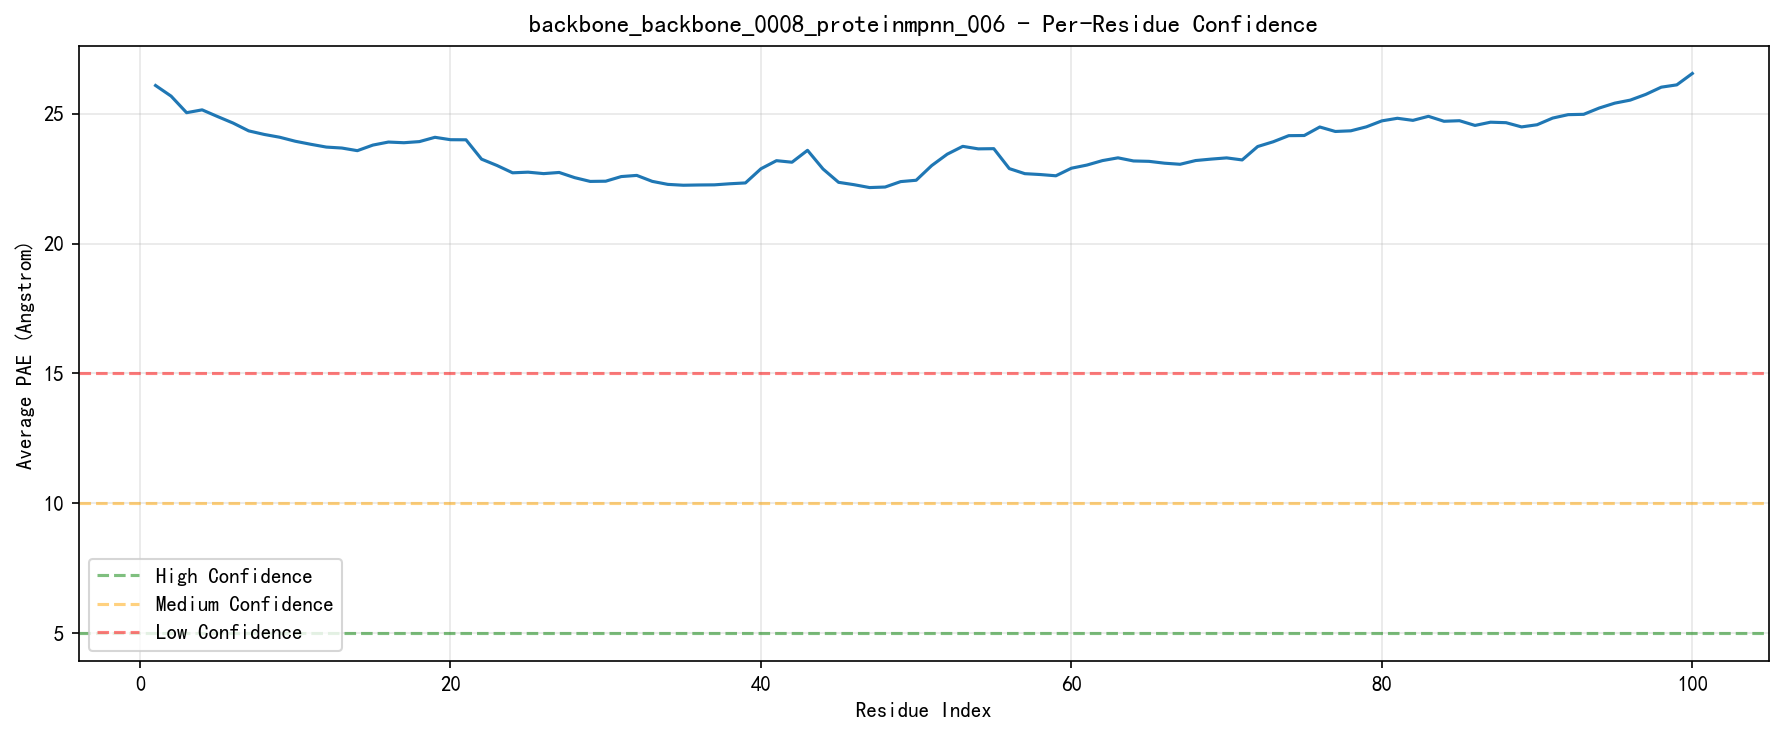 backbone_backbone_0008_proteinmpnn_006 - Per-Residue Confidence
Average PAE (Angstrom)
25
20
15
10
5
High Confidence
Medium Confidence
Low Confidence
0 20 40 60 80 100
Residue Index